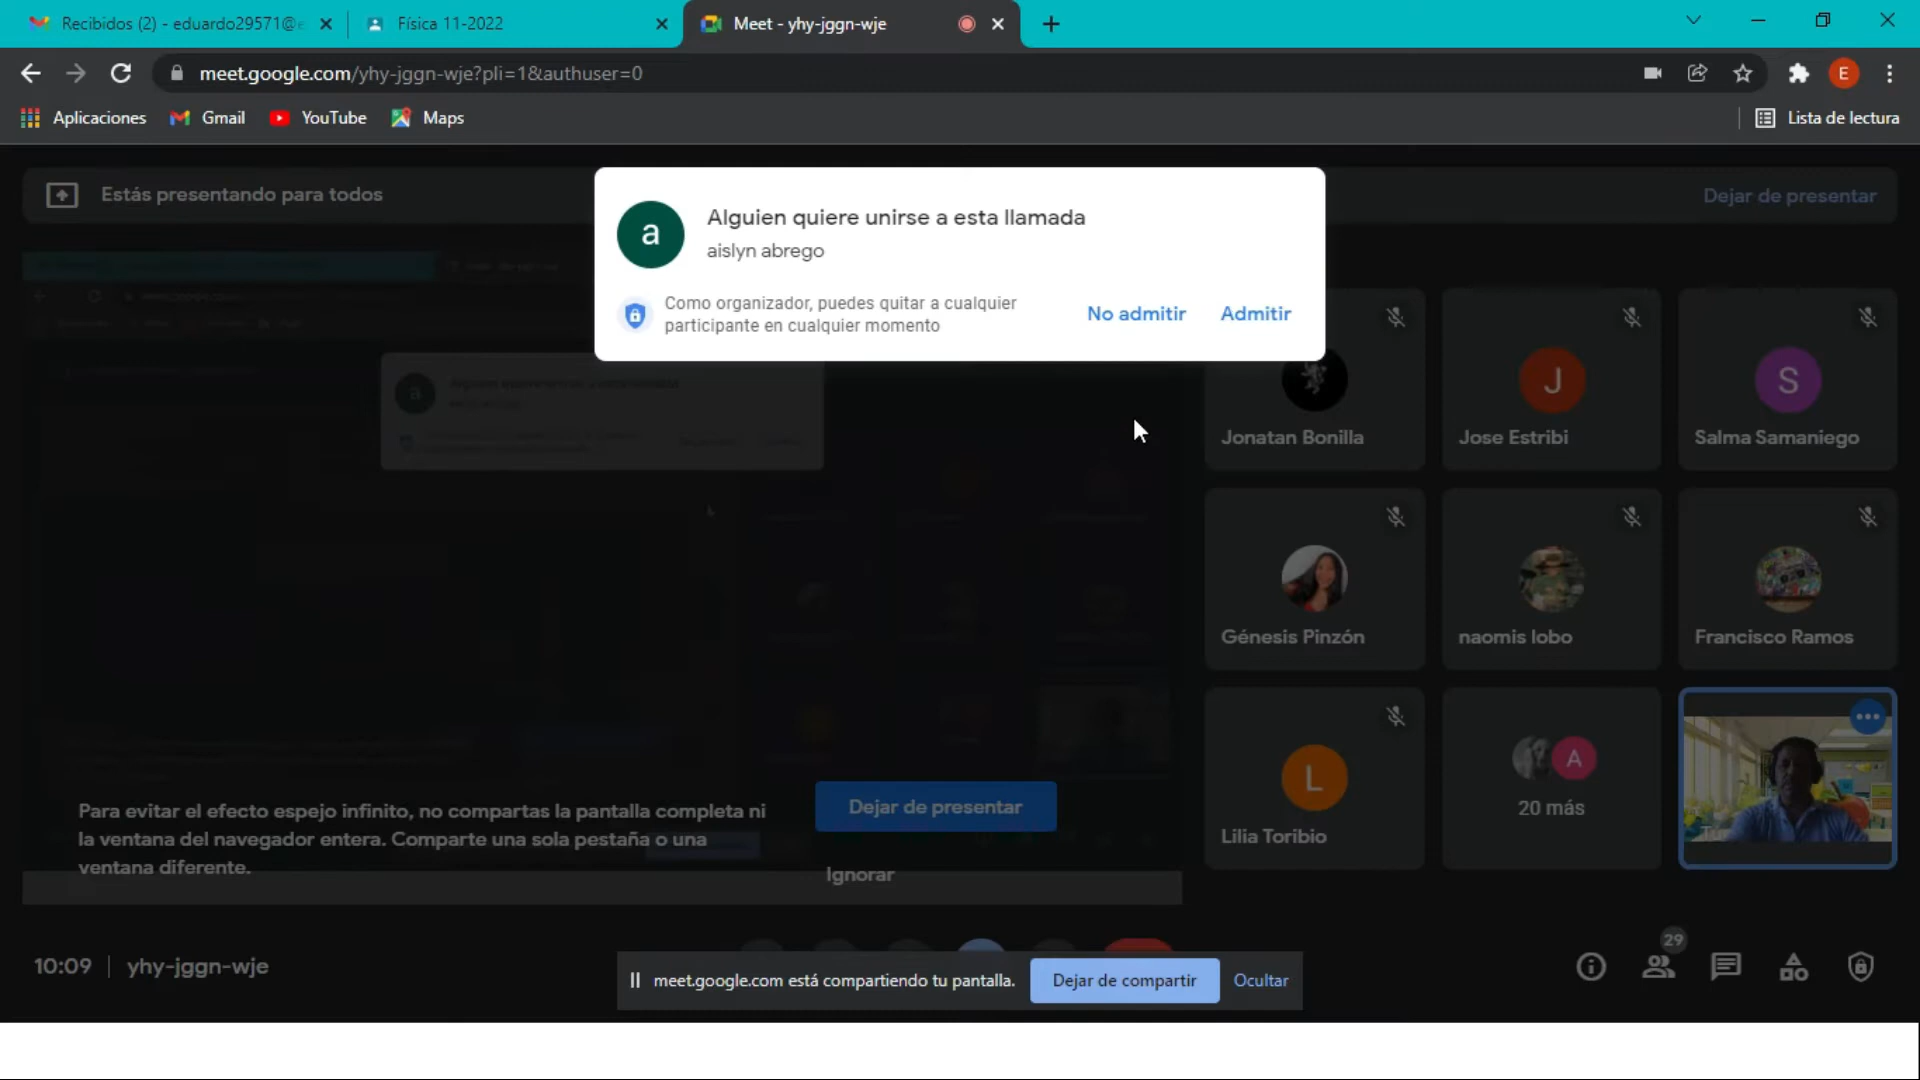 Recibidos (2) - eduardo29571@e
Física 11-2022
Meet - yhy-jggn-wje
meet.google.com/yhy-jggn-wje?pli=1&authuser=0
E
Aplicaciones
Gmail
YouTube
Maps
Lista de lectura
Estás presentando para todos
Dejar de presentar
a
Alguien quiere unirse a esta llamada
aislyn abrego
Como organizador, puedes quitar a cualquier
participante en cualquier momento
No admitir
Admitir
J
S
Jonatan Bonilla
Jose Estribi
Salma Samaniego
Génesis Pinzón
naomis lobo
Francisco Ramos
L
A
Lilia Toribio
20 más
Para evitar el efecto espejo infinito, no compartas la pantalla completa ni
la ventana del navegador entera. Comparte una sola pestaña o una
ventana diferente.
Dejar de presentar
Ignorar
10:09
yhy-jggn-wje
meet.google.com está compartiendo tu pantalla.
Dejar de compartir
Ocultar
29